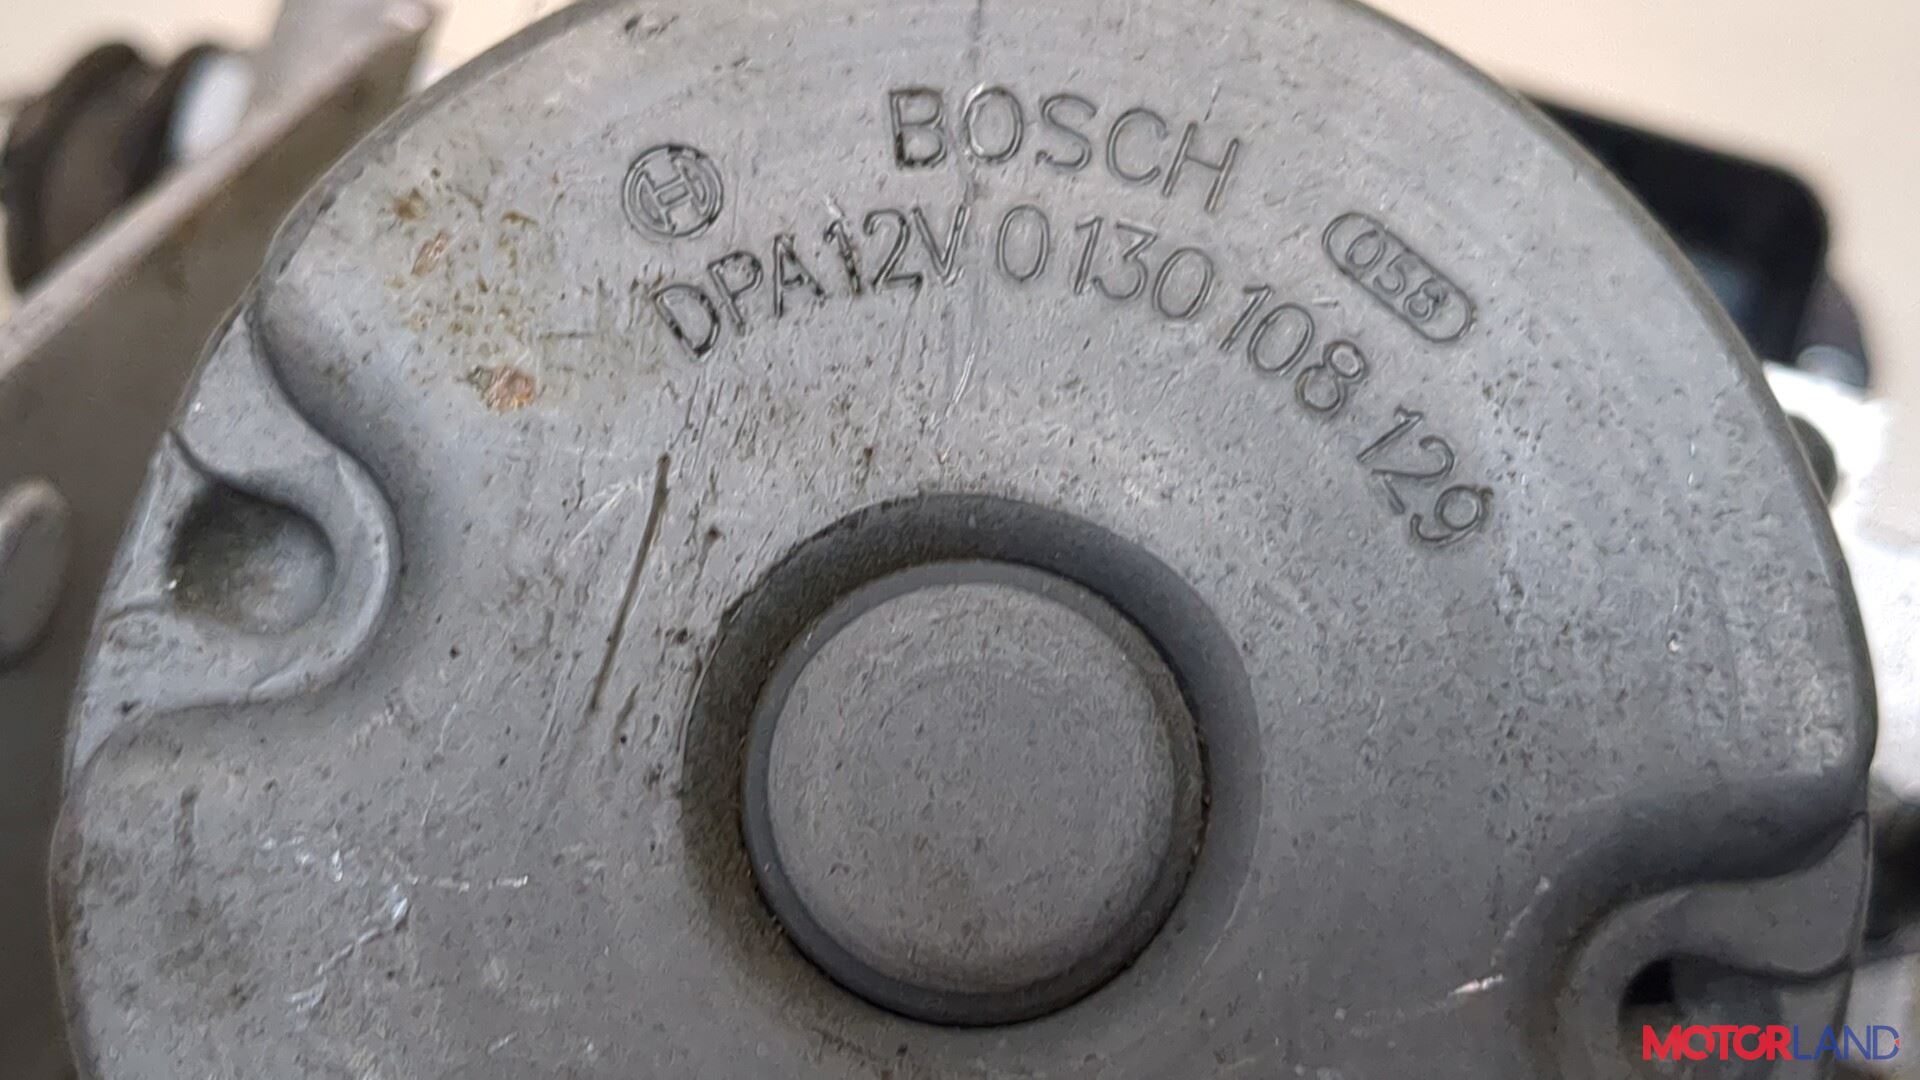 BOSCH
DPA 12V 0 130 108 129
058
MOTORLAND